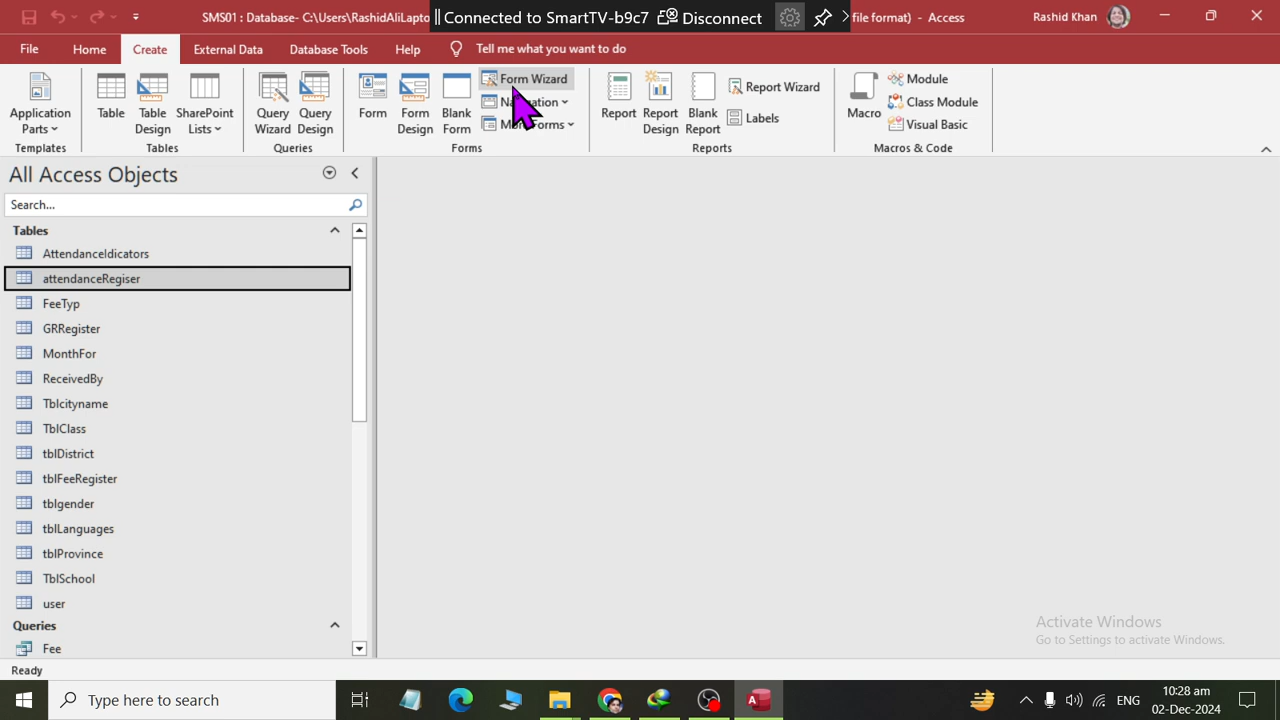 SMS01 : Database- C:\Users\RashidAliLapto
Connected to SmartTV-b9c7 Disconnect
file format) - Access
Rashid Khan
File Home Create External Data Database Tools Help Tell me what you want to do
Application Parts
Templates
Table
Table Design
SharePoint Lists
Tables
Query Wizard
Query Design
Queries
Form
Form Design
Blank Form
Form Wizard
More Forms
Forms
Report
Report Design
Blank Report
Report Wizard
Labels
Reports
Macro
Module
Class Module
Visual Basic
Macros & Code
All Access Objects
Search...
Tables
AttendanceIdicators
attendanceRegiser
FeeTyp
GRRegister
MonthFor
ReceivedBy
Tblcityname
TblClass
tblDistrict
tblFeeRegister
tblgender
tblLanguages
tblProvince
TblSchool
user
Queries
Fee
Activate Windows
Go to Settings to activate Windows.
Ready
Type here to search
ENG
10:28 am
02-Dec-2024